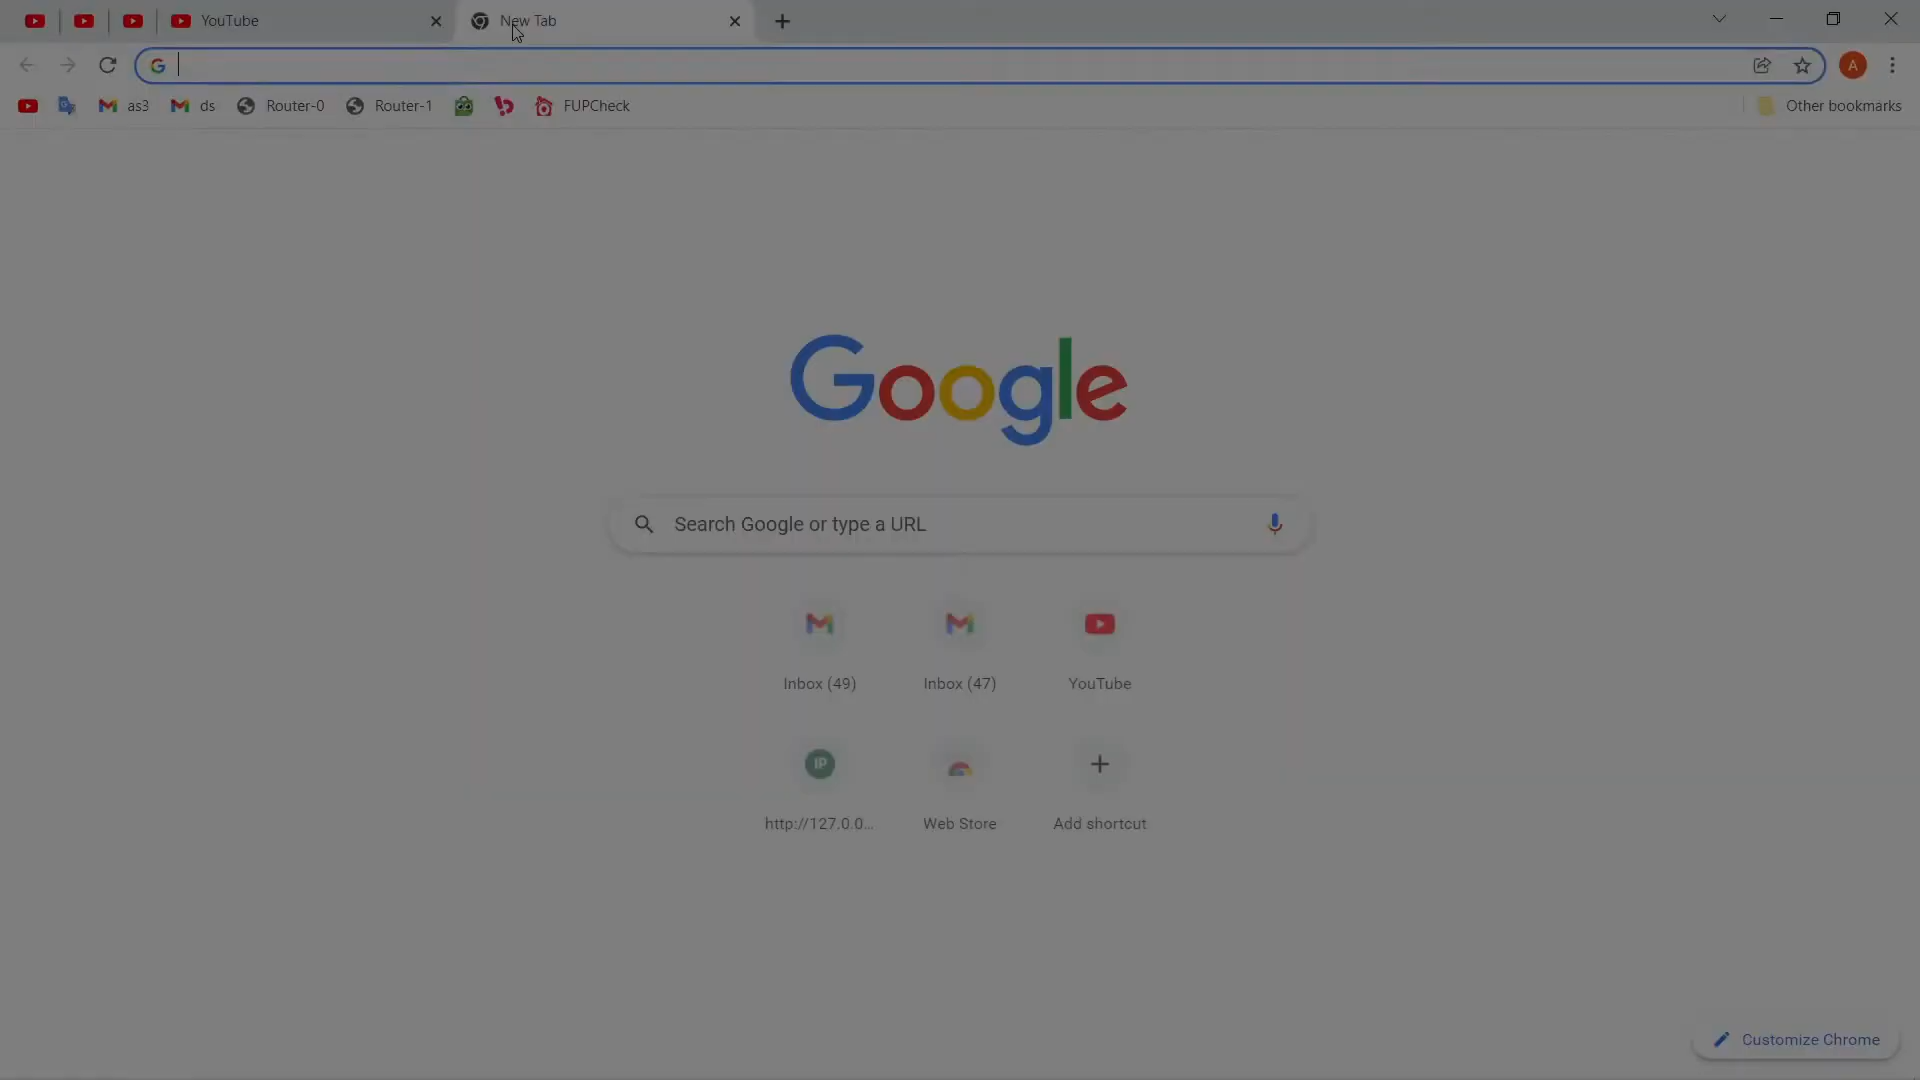 YouTube
New Tab
A
as3
ds
Router-0
Router-1
FUPCheck
Other bookmarks
Google
Search Google or type a URL
Inbox (49)
Inbox (47)
YouTube
IP
http://127.0.0...
Web Store
Add shortcut
Customize Chrome